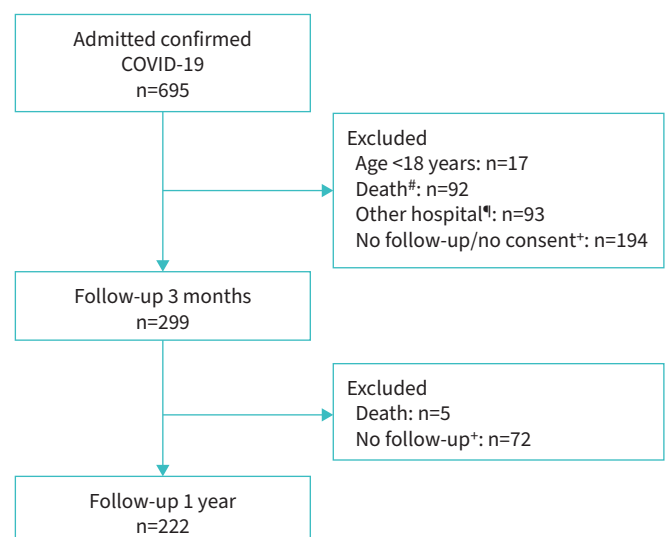 Admitted confirmed
COVID-19
n=695
Excluded
Age <18 years: n=17
Death#: n=92
Other hospital¶: n=93
No follow-up/no consent+: n=194
Follow-up 3 months
n=299
Excluded
Death: n=5
No follow-up+: n=72
Follow-up 1 year
n=222